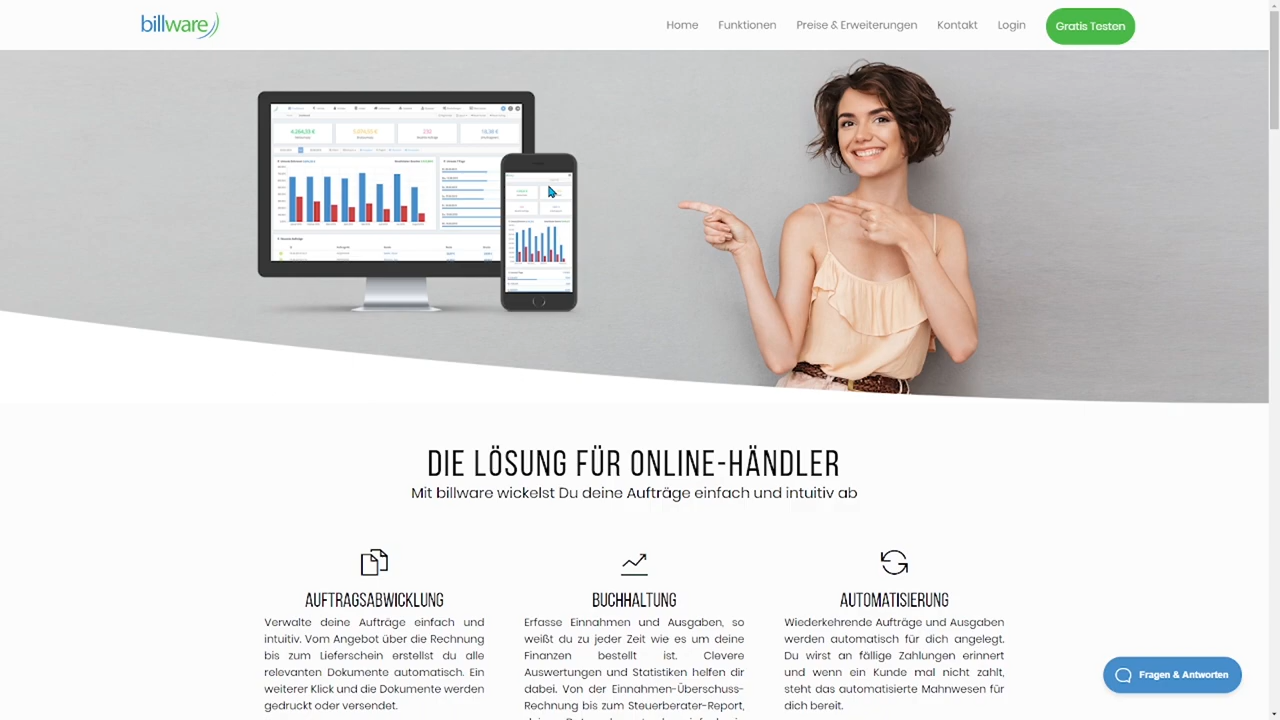 billware
Home Funktionen Preise & Erweiterungen Kontakt Login Gratis Testen
DIE LÖSUNG FÜR ONLINE-HÄNDLER
Mit billware wickelst Du deine Aufträge einfach und intuitiv ab
AUFTRAGSABWICKLUNG
Verwalte deine Aufträge einfach und
intuitiv. Vom Angebot über die Rechnung
bis zum Lieferschein erstellst du alle
relevanten Dokumente automatisch. Ein
weiterer Klick und die Dokumente werden
gedruckt oder versendet.
BUCHHALTUNG
Erfasse Einnahmen und Ausgaben, so
weißt du zu jeder Zeit wie es um deine
Finanzen bestellt ist. Clevere
Auswertungen und Statistiken helfen dir
dabei. Von der Einnahmen-Überschuss-
Rechnung bis zum Steuerberater-Report,
AUTOMATISIERUNG
Wiederkehrende Aufträge und Ausgaben
werden automatisch für dich angelegt.
Du wirst an fällige Zahlungen erinnert
und wenn ein Kunde mal nicht zahlt,
steht das automatisierte Mahnwesen für
dich bereit.
Fragen & Antworten